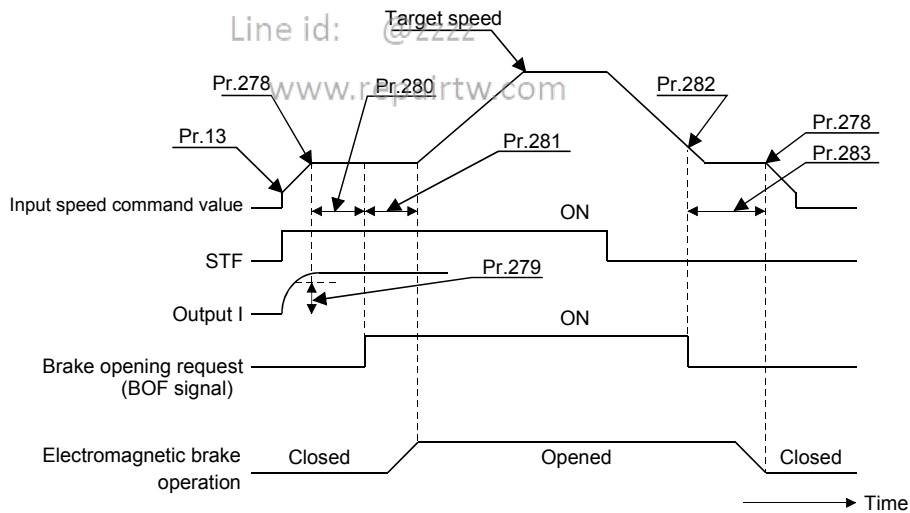 Line id: @zzzz
Target speed
www.repairtw.com
Pr.278
Pr.280
Pr.282
Pr.13
Pr.278
Pr.281
Pr.283
Input speed command value
ON
STF
Pr.279
Output I
ON
Brake opening request
(BOF signal)
Electromagnetic brake
operation
Closed
Opened
Closed
Time